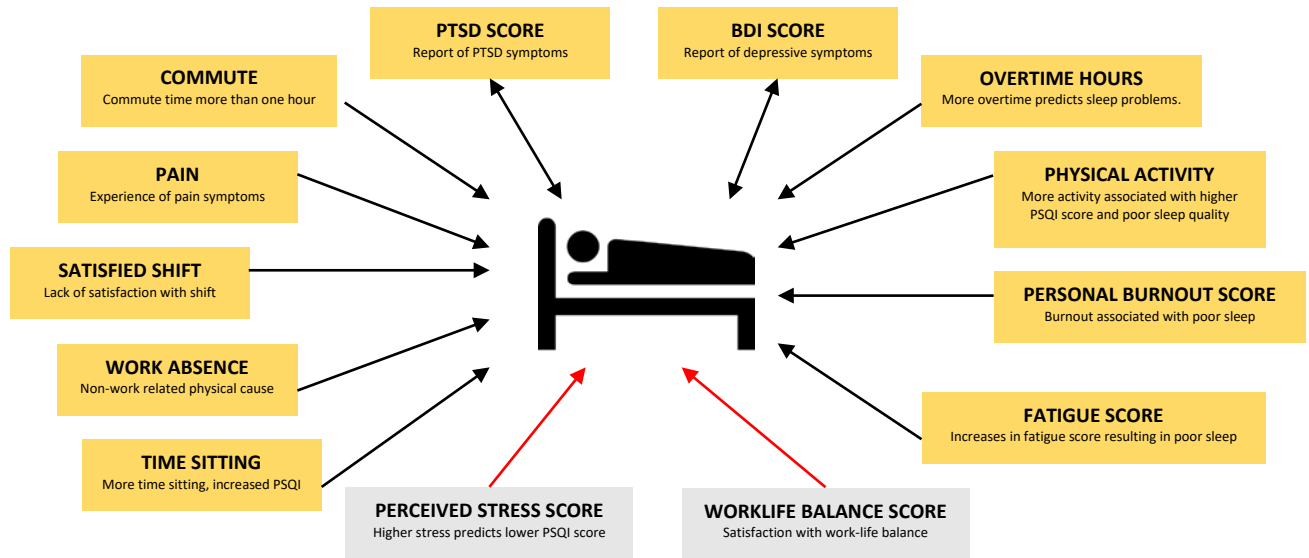 PTSD SCORE
Report of PTSD symptoms
BDI SCORE
Report of depressive symptoms
COMMUTE
Commute time more than one hour
OVERTIME HOURS
More overtime predicts sleep problems.
PAIN
Experience of pain symptoms
PHYSICAL ACTIVITY
More activity associated with higher
PSQI score and poor sleep quality
SATISFIED SHIFT
Lack of satisfaction with shift
PERSONAL BURNOUT SCORE
Burnout associated with poor sleep
WORK ABSENCE
Non-work related physical cause
FATIGUE SCORE
Increases in fatigue score resulting in poor sleep
TIME SITTING
More time sitting, increased PSQI
PERCEIVED STRESS SCORE
Higher stress predicts lower PSQI score
WORKLIFE BALANCE SCORE
Satisfaction with work-life balance